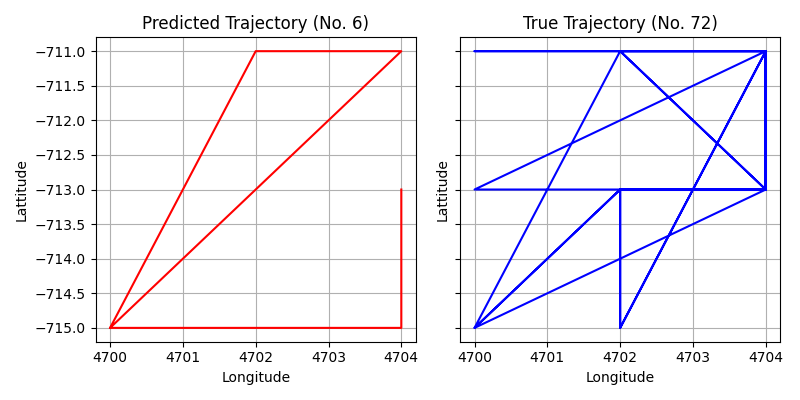 Predicted Trajectory (No. 6)
True Trajectory (No. 72)
−711.0
−711.5
−712.0
−712.5
−713.0
−713.5
−714.0
−714.5
−715.0
Lattitude
Lattitude
4700 4701 4702 4703 4704
4700 4701 4702 4703 4704
Longitude
Longitude